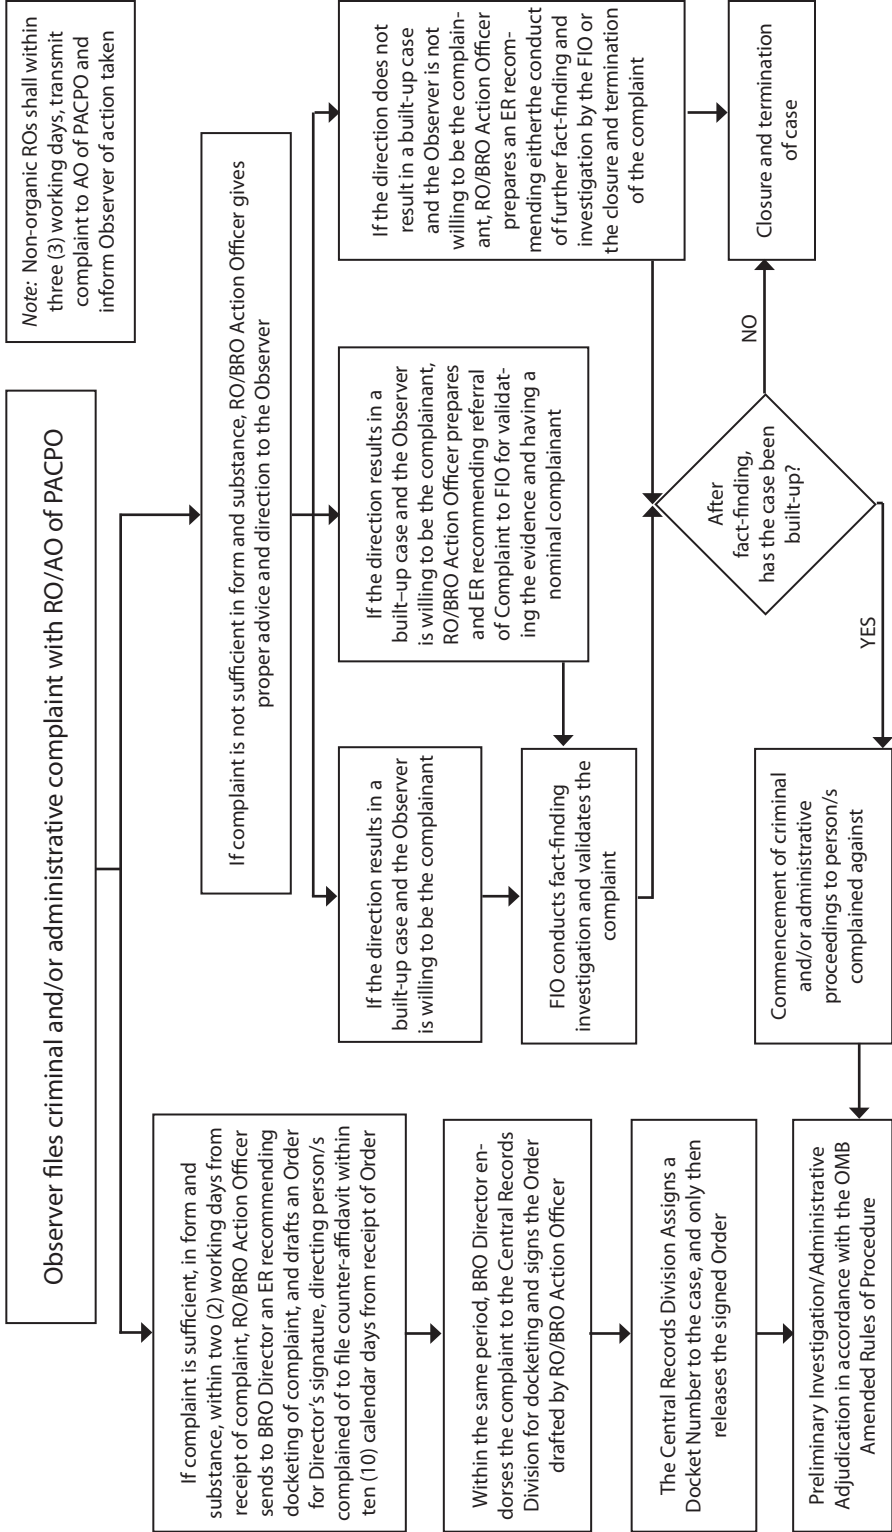 Observer files criminal and/or administrative complaint with RO/AO of PACPO
Note: Non-organic ROs shall within
three (3) working days, transmit
complaint to AO of PACPO and
inform Observer of action taken
If complaint is sufficient, in form and
substance, within two (2) working days from
receipt of complaint, RO/BRO Action Officer
sends to BRO Director an ER recommending
docketing of complaint, and drafts an Order
for Director's signature, directing person/s
complained of to file counter-affidavit within
ten (10) calendar days from receipt of Order
Within the same period, BRO Director en-
dorses the complaint to the Central Records
Division for docketing and signs the Order
drafted by RO/BRO Action Officer
The Central Records Division Assigns a
Docket Number to the case, and only then
releases the signed Order
Preliminary Investigation/Administrative
Adjudication in accordance with the OMB
Amended Rules of Procedure
If complaint is not sufficient in form and substance, RO/BRO Action Officer gives
proper advice and direction to the Observer
If the direction results in a
built-up case and the Observer
is willing to be the complainant
FIO conducts fact-finding
investigation and validates the
complaint
If the direction results in a
built–up case and the Observer
is willing to be the complainant,
RO/BRO Action Officer prepares
and ER recommending referral
of Complaint to FIO for validat-
ing the evidence and having a
nominal complainant
If the direction does not
result in a built-up case
and the Observer is not
willing to be the complain-
ant, RO/BRO Action Officer
prepares an ER recom-
mending eitherthe conduct
of further fact-finding and
investigation by the FIO or
the closure and termination
of the complaint
After
fact-finding,
has the case been
built-up?
NO
Closure and termination
of case
YES
Commencement of criminal
and/or administrative
proceedings to person/s
complained against